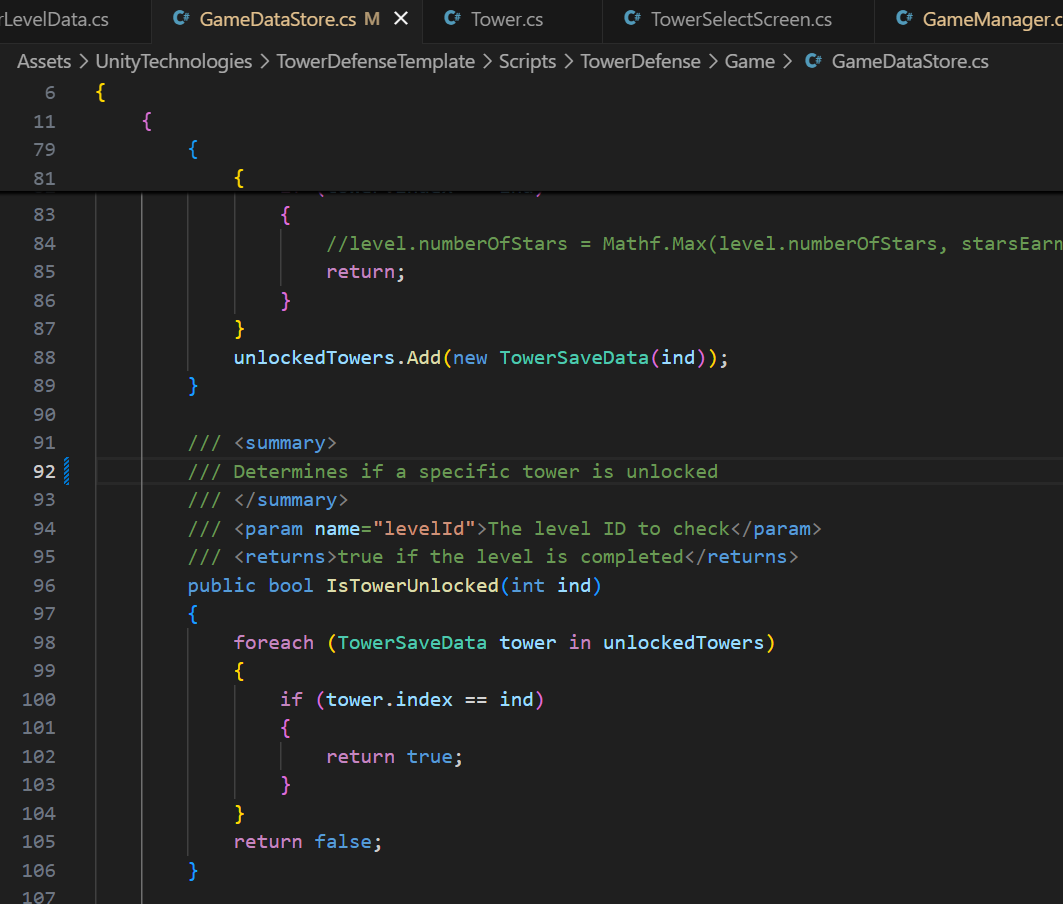 rLevelData.cs
C# GameDataStore.cs M ×
C# Tower.cs
C# TowerSelectScreen.cs
C# GameManager.c
Assets > UnityTechnologies > TowerDefenseTemplate > Scripts > TowerDefense > Game > C# GameDataStore.cs
6 {
11 {
79 {
81 {
83 {
84 //level.numberOfStars = Mathf.Max(level.numberOfStars, starsEarn
85 return;
86 }
87 }
88 unlockedTowers.Add(new TowerSaveData(ind));
89 }
90
91 /// <summary>
92 /// Determines if a specific tower is unlocked
93 /// </summary>
94 /// <param name="levelId">The level ID to check</param>
95 /// <returns>true if the level is completed</returns>
96 public bool IsTowerUnlocked(int ind)
97 {
98 foreach (TowerSaveData tower in unlockedTowers)
99 {
100 if (tower.index == ind)
101 {
102 return true;
103 }
104 }
105 return false;
106 }
107